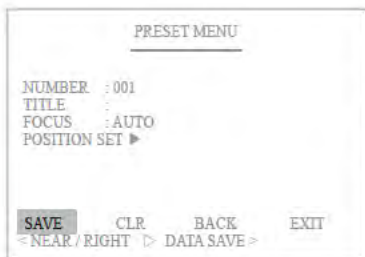 PRESET MENU
NUMBER : 001
TITLE :
FOCUS : AUTO
POSITION SET ▶
SAVE CLR BACK EXIT
< NEAR / RIGHT ▷ DATA SAVE >